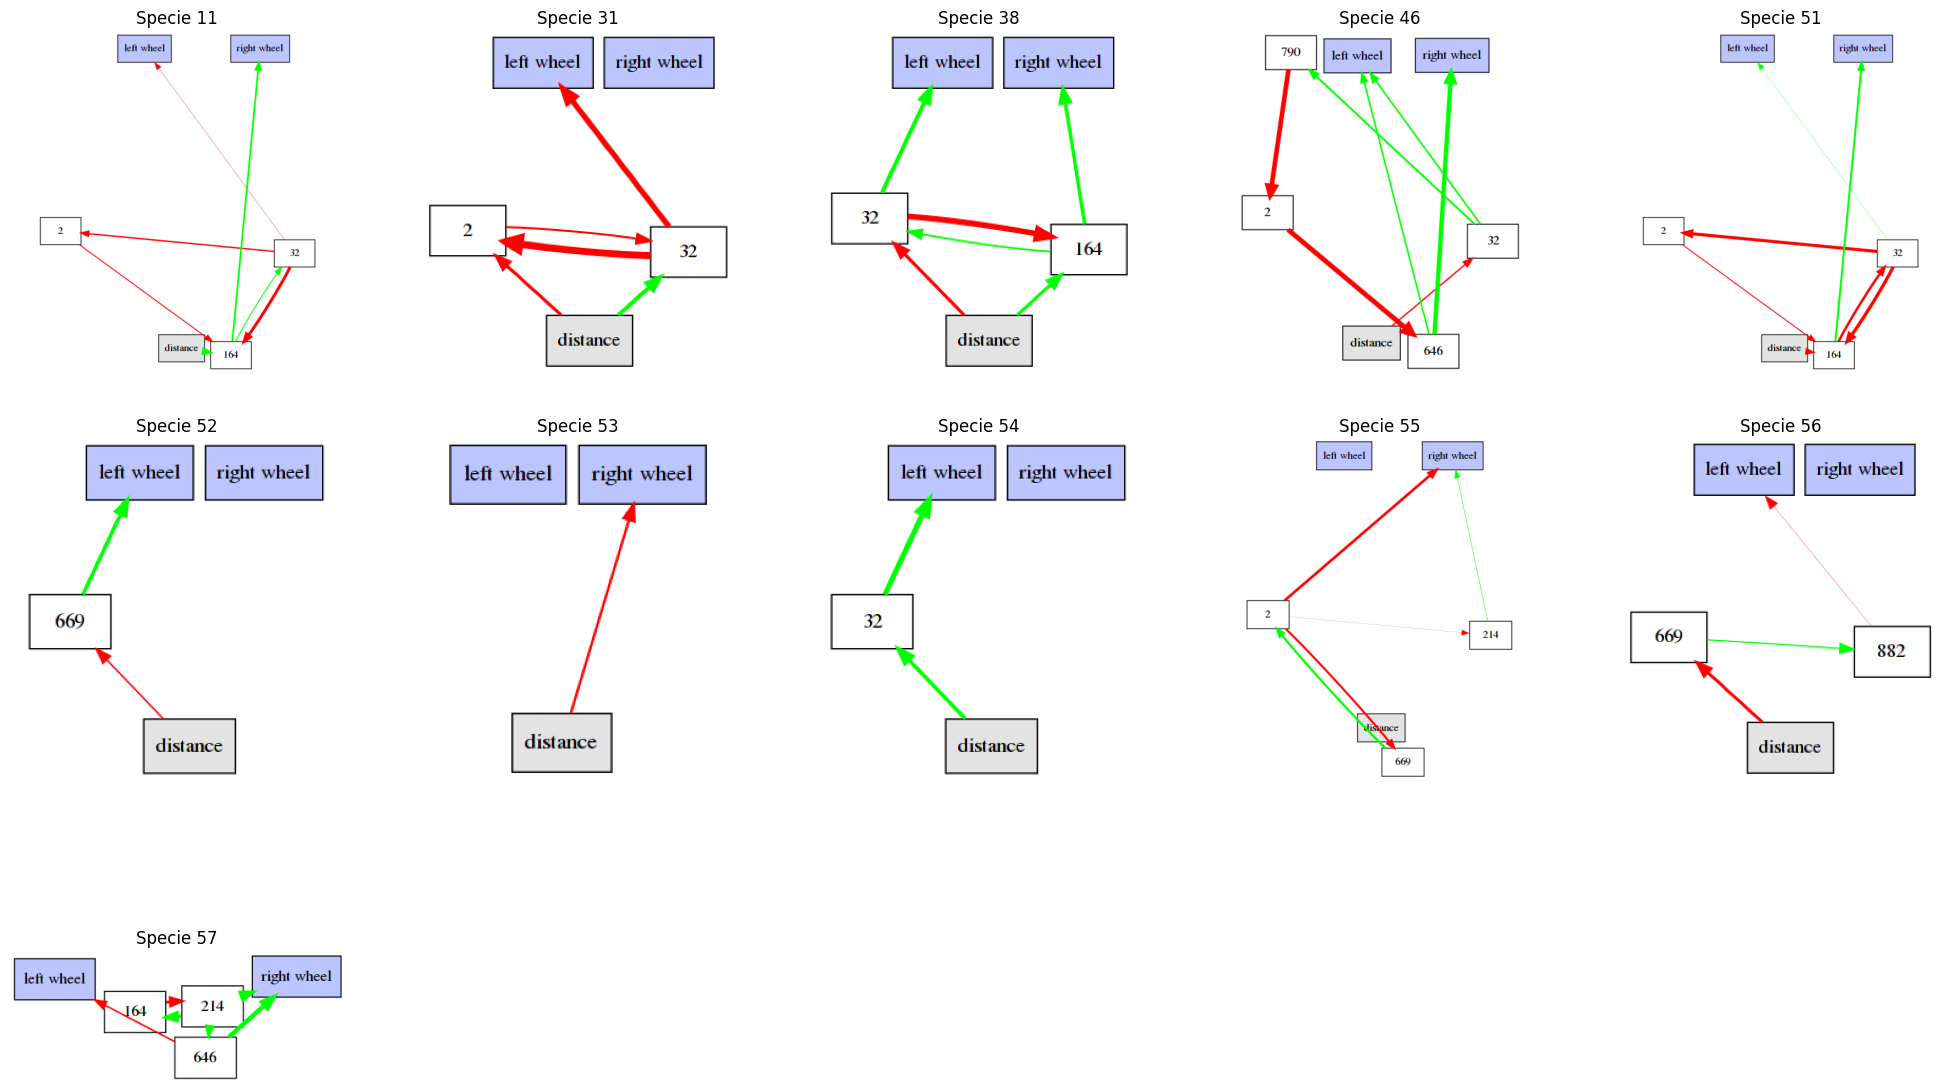 Specie 11
left wheel
right wheel
2
32
distance
164
Specie 31
left wheel
right wheel
2
32
distance
Specie 38
left wheel
right wheel
32
164
distance
Specie 46
790
left wheel
right wheel
2
32
distance
646
Specie 51
left wheel
right wheel
2
32
distance
164
Specie 52
left wheel
right wheel
669
distance
Specie 53
left wheel
right wheel
distance
Specie 54
left wheel
right wheel
32
distance
Specie 55
left wheel
right wheel
2
214
distance
669
Specie 56
left wheel
right wheel
669
882
distance
Specie 57
left wheel
right wheel
164
214
646